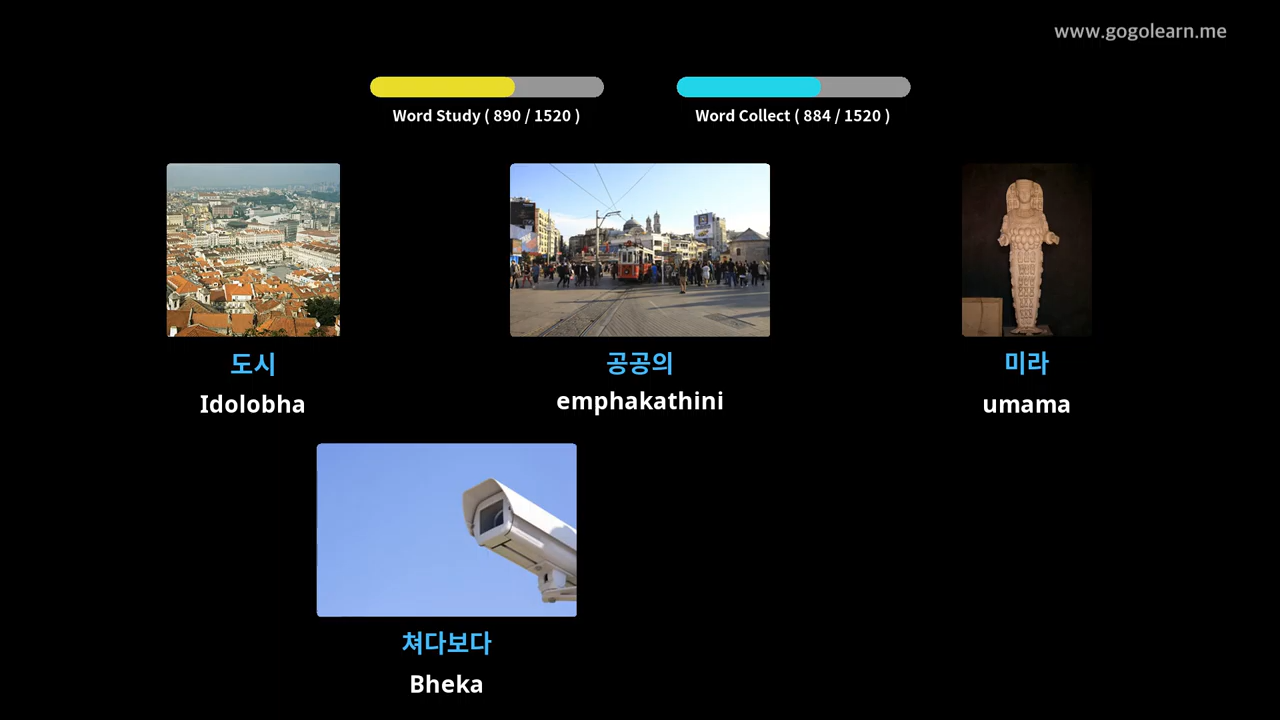 www.gogolearn.me
Word Study ( 890 / 1520 )
Word Collect ( 884 / 1520 )
도시
Idolobha
공공의
emphakathini
미라
umama
쳐다보다
Bheka